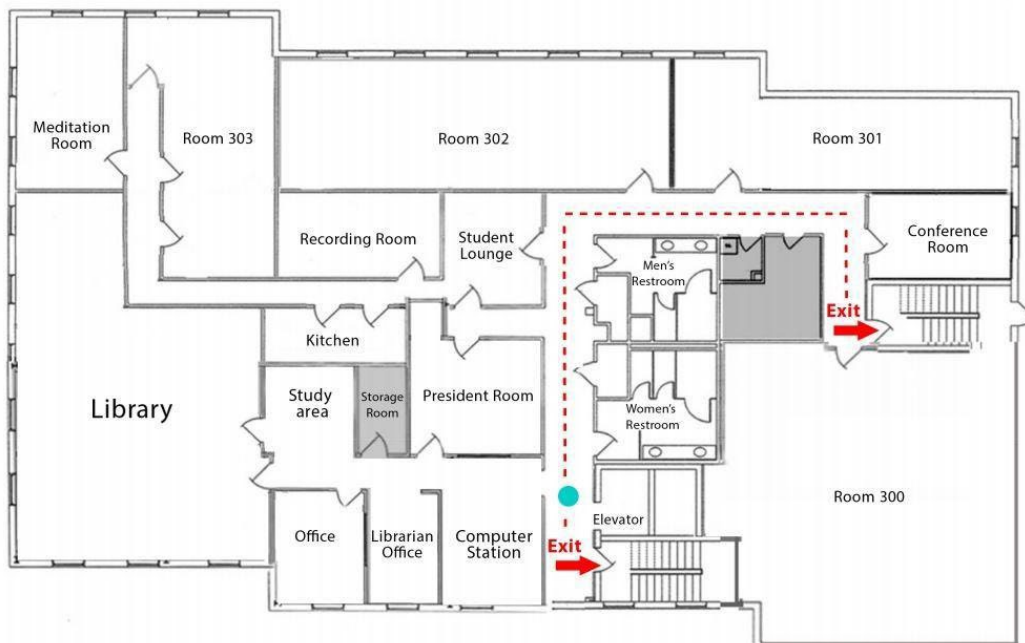 Meditation
Room
Room 303
Room 302
Room 301
Recording Room
Student
Lounge
Men's
Restroom
Conference
Room
Exit
Kitchen
Library
Study
area
Storage
Room
President Room
Women's
Restroom
Room 300
Office
Librarian
Office
Computer
Station
Elevator
Exit